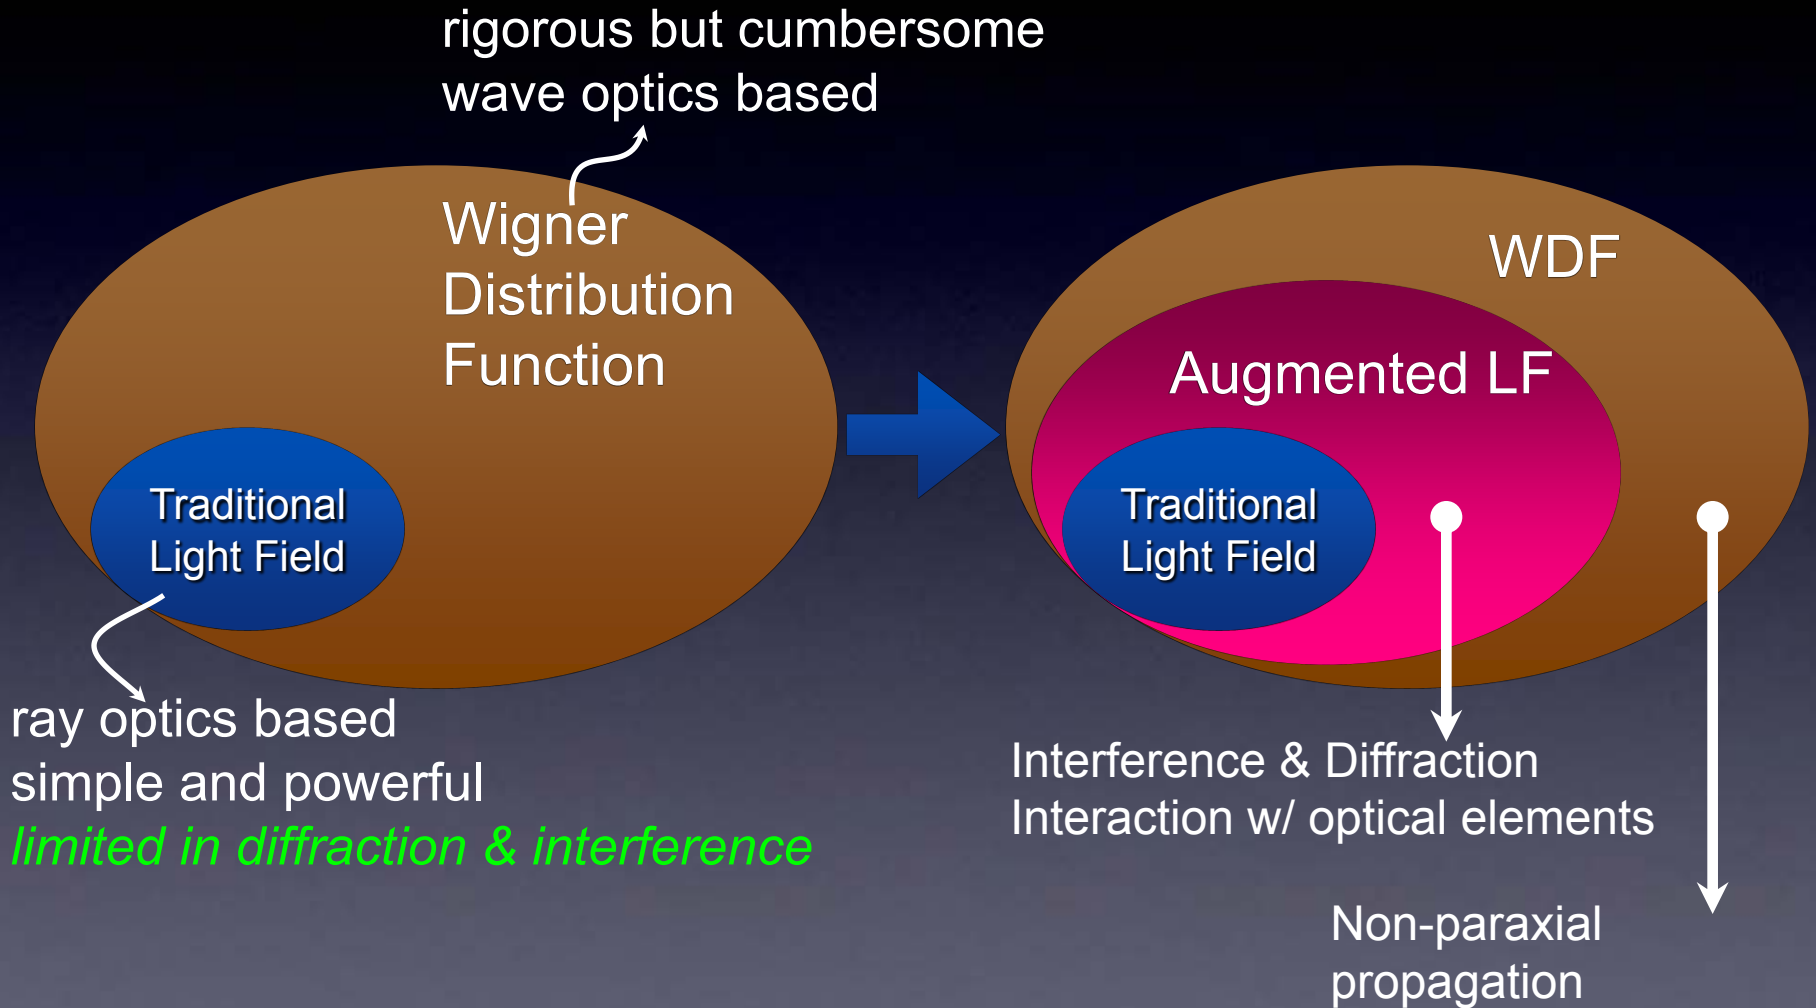 rigorous but cumbersome
wave optics based
Wigner
Distribution
Function
Traditional
Light Field
ray optics based
simple and powerful
limited in diffraction & interference
WDF
Augmented LF
Traditional
Light Field
Interference & Diffraction
Interaction w/ optical elements
Non-paraxial
propagation